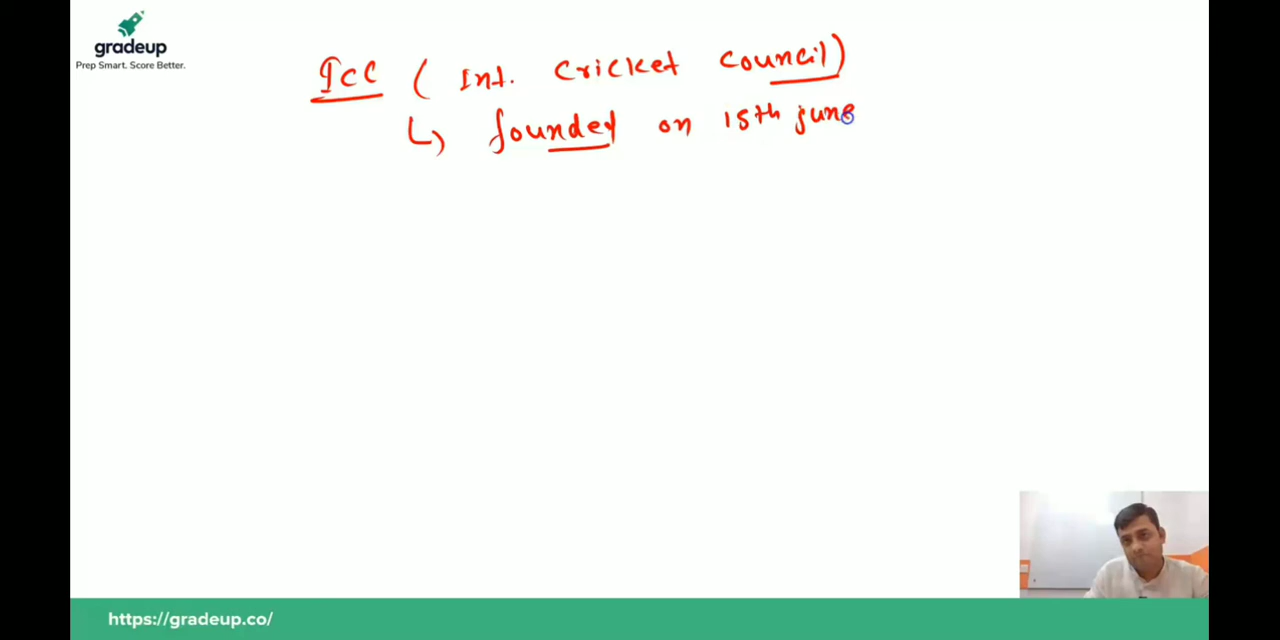 gradeup
Prep Smart. Score Better.
ICC ( Int. Cricket Council)
↳ founded on 15th june
https://gradeup.co/